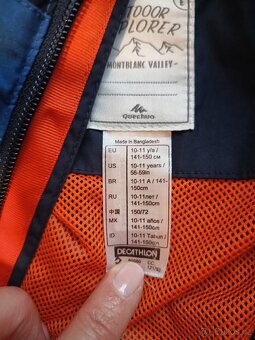 OUTDOOR
EXPLORER
MONTBLANC VALLEY
Quechua
Made in Bangladesh
EU 10-11 y/a / 141-150 cm
US 10-11 years / 56-59in
BR 10-11 A / 141-150cm
RU 10-11лет / 141-150cm
中国 150/72
MX 10-11 años / 141-150cm
ID 10-11 Tahun / 141-150cm
DECATHLON